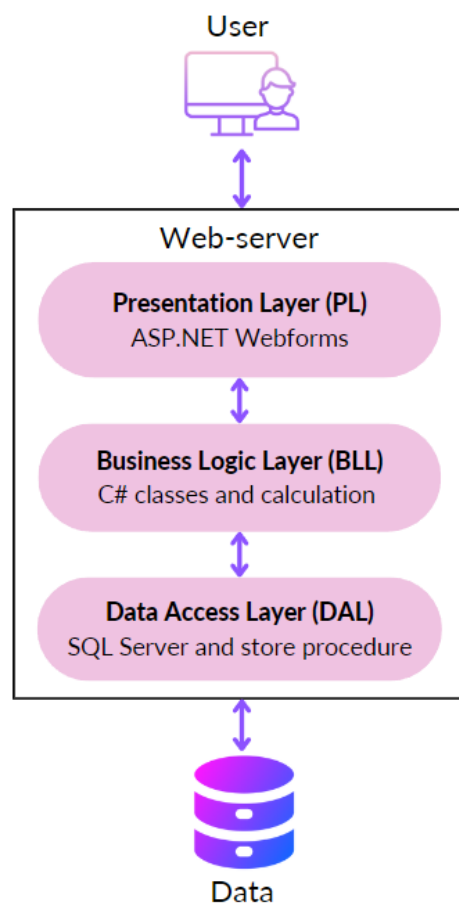 User
Web-server
Presentation Layer (PL)
ASP.NET Webforms
Business Logic Layer (BLL)
C# classes and calculation
Data Access Layer (DAL)
SQL Server and store procedure
Data